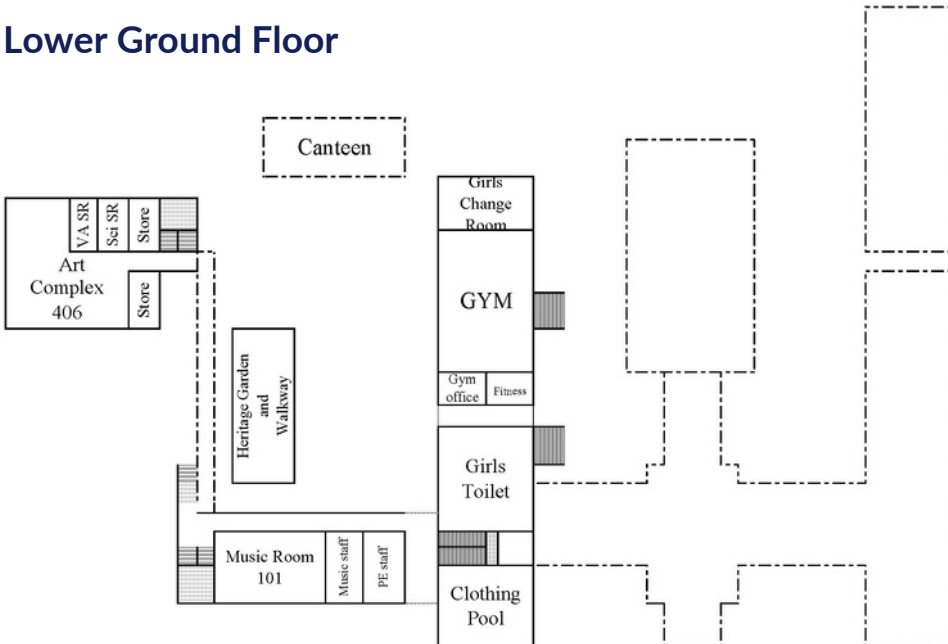 Lower Ground Floor
Canteen
Girls
Change
Room
VA SR
Sci SR
Store
Art
Complex
406
Store
GYM
Gym
office
Fitness
Heritage Garden
and
Walkway
Girls
Toilet
Music Room
101
Music staff
PE staff
Clothing
Pool